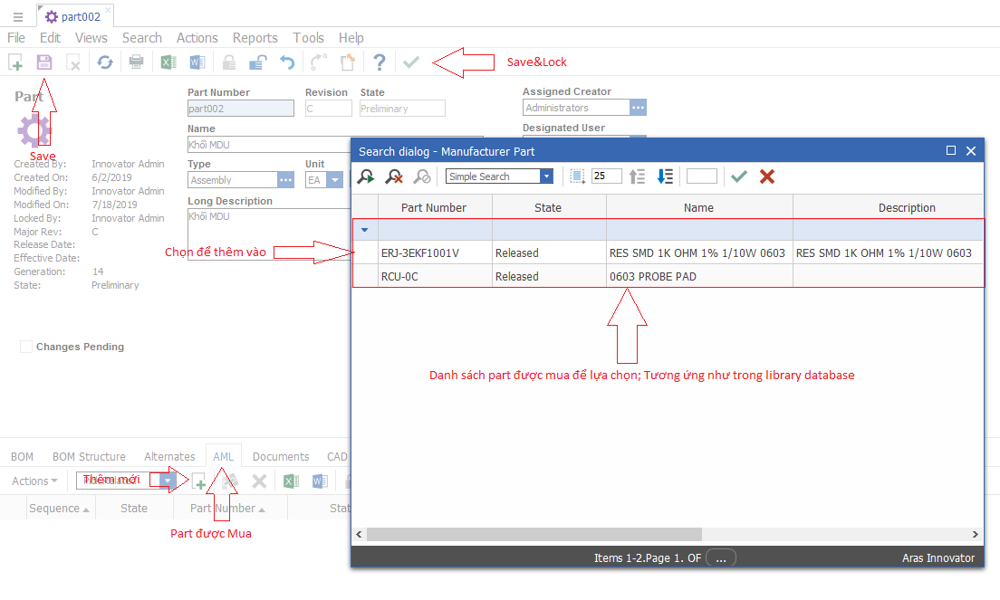 part002
File Edit Views Search Actions Reports Tools Help
Save&Lock
Part
Save
Part Number Revision State Assigned Creator
part002 C Preliminary Administrators
Name Designated User
Khối MDU
Type Unit
Assembly EA
Long Description
Khối MDU
Created By: Innovator Admin
Created On: 6/2/2019
Modified By: Innovator Admin
Modified On: 7/18/2019
Locked By: Innovator Admin
Major Rev: C
Release Date:
Effective Date:
Generation: 14
State: Preliminary
Changes Pending
Chọn để thêm vào
Search dialog - Manufacturer Part
Simple Search 25
Part Number State Name Description
ERJ-3EKF1001V Released RES SMD 1K OHM 1% 1/10W 0603 RES SMD 1K OHM 1% 1/10W 0603
RCU-0C Released 0603 PROBE PAD
Danh sách part được mua để lựa chọn; Tương ứng như trong library database
Items 1-2.Page 1. OF ... Aras Innovator
BOM BOM Structure Alternates AML Documents CAD
Actions Thêm mới
Sequence State Part Number Stat
Part được Mua